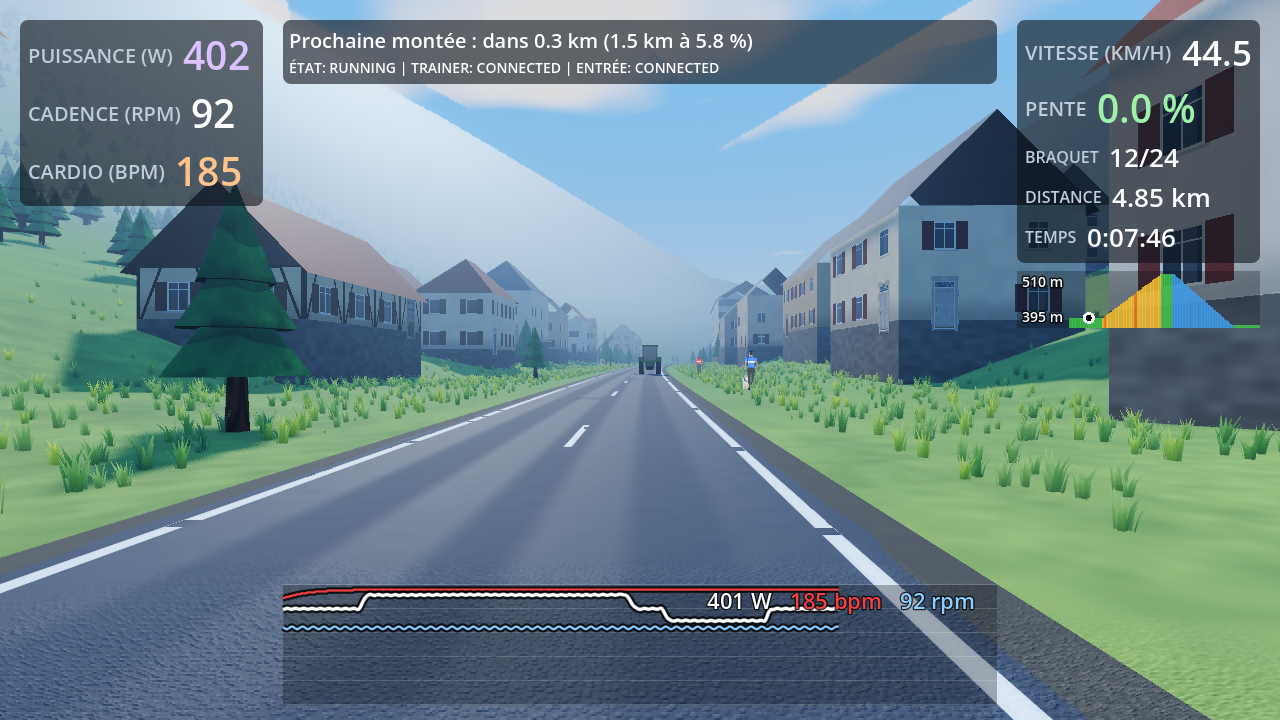 PUISSANCE (W) 402
CADENCE (RPM) 92
CARDIO (BPM) 185
Prochaine montée : dans 0.3 km (1.5 km à 5.8 %)
ÉTAT: RUNNING | TRAINER: CONNECTED | ENTRÉE: CONNECTED
VITESSE (KM/H) 44.5
PENTE 0.0 %
BRAQUET 12/24
DISTANCE 4.85 km
TEMPS 0:07:46
510 m
395 m
401 W 185 bpm 92 rpm